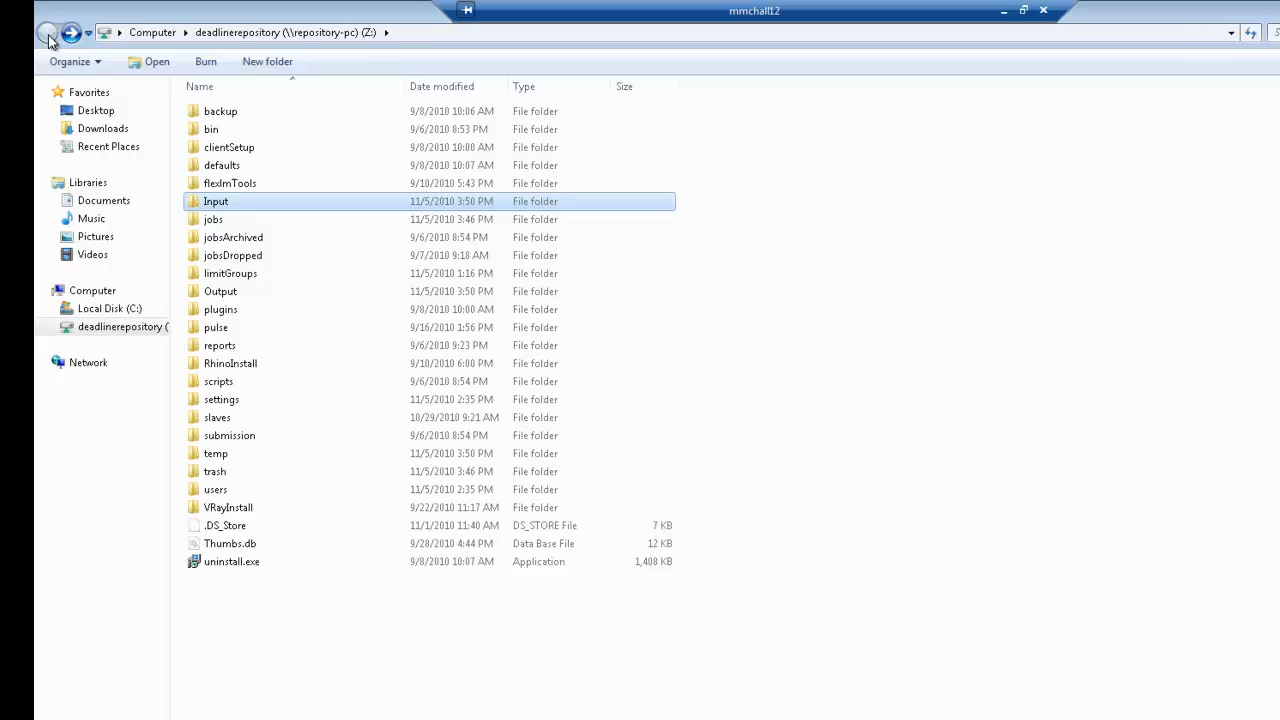 mmchall12
Computer deadlinerepository (\\repository-pc) (Z:)
Organize Open Burn New folder
Name Date modified Type Size
Favorites
Desktop
Downloads
Recent Places
Libraries
Documents
Music
Pictures
Videos
Computer
Local Disk (C:)
deadlinerepository (
Network
backup 9/8/2010 10:06 AM File folder
bin 9/6/2010 8:53 PM File folder
clientSetup 9/8/2010 10:00 AM File folder
defaults 9/8/2010 10:07 AM File folder
flexlmTools 9/10/2010 5:43 PM File folder
Input 11/5/2010 3:50 PM File folder
jobs 11/5/2010 3:46 PM File folder
jobsArchived 9/6/2010 8:54 PM File folder
jobsDropped 9/7/2010 9:18 AM File folder
limitGroups 11/5/2010 1:16 PM File folder
Output 11/5/2010 3:50 PM File folder
plugins 9/8/2010 10:00 AM File folder
pulse 9/16/2010 1:56 PM File folder
reports 9/6/2010 9:23 PM File folder
RhinoInstall 9/10/2010 6:00 PM File folder
scripts 9/6/2010 8:54 PM File folder
settings 11/5/2010 2:35 PM File folder
slaves 10/29/2010 9:21 AM File folder
submission 9/6/2010 8:54 PM File folder
temp 11/5/2010 3:50 PM File folder
trash 11/5/2010 3:46 PM File folder
users 11/5/2010 2:35 PM File folder
VRayInstall 9/22/2010 11:17 AM File folder
.DS_Store 11/1/2010 11:40 AM DS_STORE File 7 KB
Thumbs.db 9/28/2010 4:44 PM Data Base File 12 KB
uninstall.exe 9/8/2010 10:07 AM Application 1,408 KB